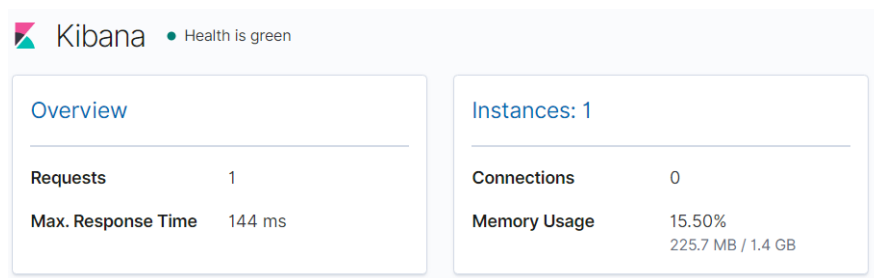 Kibana
Health is green
Overview
Requests 1
Max. Response Time 144 ms
Instances: 1
Connections 0
Memory Usage 15.50%
225.7 MB / 1.4 GB